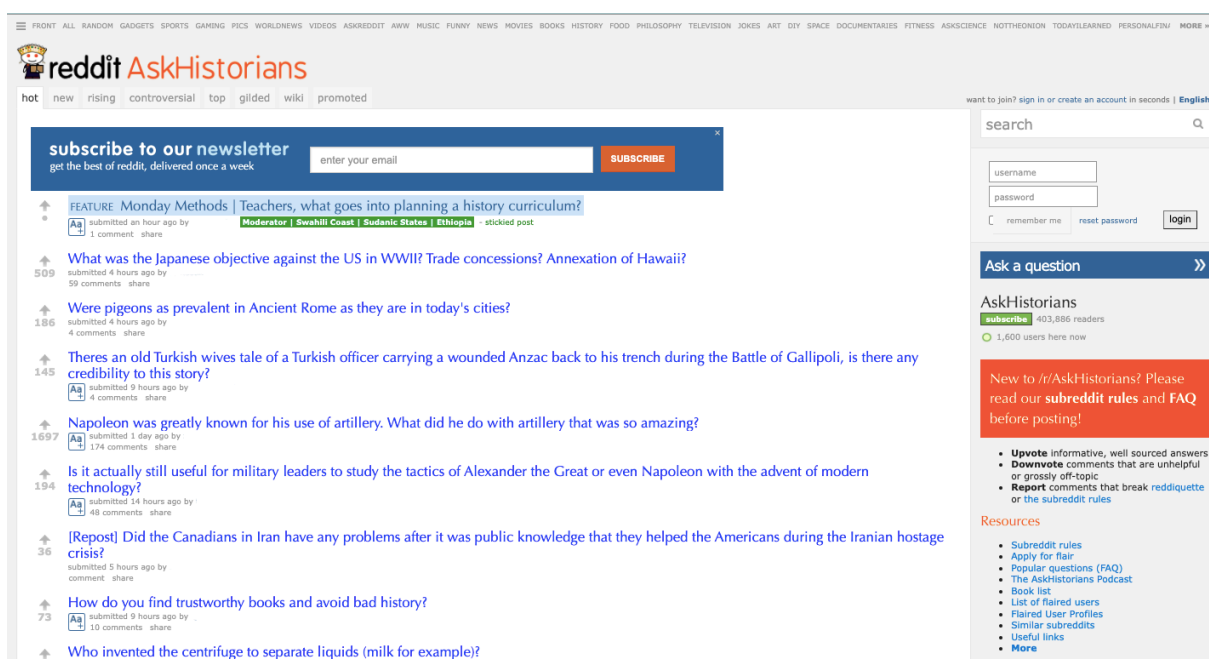 FRONT ALL RANDOM GADGETS SPORTS GAMING PICS WORLDNEWS VIDEOS ASKREDDIT AWW MUSIC FUNNY NEWS MOVIES BOOKS HISTORY FOOD PHILOSOPHY TELEVISION JOKES ART DIY SPACE DOCUMENTARIES FITNESS ASKSCIENCE NOTTHEONION TODAYILEARNED PERSONALFIN MORE »
reddit AskHistorians
hot new rising controversial top gilded wiki promoted
want to join? sign in or create an account in seconds | English
subscribe to our newsletter
get the best of reddit, delivered once a week
enter your email
SUBSCRIBE
×
FEATURE Monday Methods | Teachers, what goes into planning a history curriculum?
Aa+ submitted an hour ago by Moderator | Swahili Coast | Sudanic States | Ethiopia - stickied post
1 comment share
What was the Japanese objective against the US in WWII? Trade concessions? Annexation of Hawaii?
509 submitted 4 hours ago by
59 comments share
Were pigeons as prevalent in Ancient Rome as they are in today's cities?
186 submitted 4 hours ago by
4 comments share
Theres an old Turkish wives tale of a Turkish officer carrying a wounded Anzac back to his trench during the Battle of Gallipoli, is there any
145 credibility to this story?
Aa+ submitted 9 hours ago by
4 comments share
Napoleon was greatly known for his use of artillery. What did he do with artillery that was so amazing?
1697 Aa+ submitted 1 day ago by
174 comments share
Is it actually still useful for military leaders to study the tactics of Alexander the Great or even Napoleon with the advent of modern
194 technology?
Aa+ submitted 14 hours ago by
48 comments share
[Repost] Did the Canadians in Iran have any problems after it was public knowledge that they helped the Americans during the Iranian hostage
36 crisis?
submitted 5 hours ago by
comment share
How do you find trustworthy books and avoid bad history?
73 Aa+ submitted 9 hours ago by
10 comments share
Who invented the centrifuge to separate liquids (milk for example)?
search
username
password
remember me reset password login
Ask a question »
AskHistorians
subscribe 403,886 readers
1,600 users here now
New to /r/AskHistorians? Please
read our subreddit rules and FAQ
before posting!
• Upvote informative, well sourced answers
• Downvote comments that are unhelpful
or grossly off-topic
• Report comments that break reddiquette
or the subreddit rules
Resources
• Subreddit rules
• Apply for flair
• Popular questions (FAQ)
• The AskHistorians Podcast
• Book list
• List of flaired users
• Flaired User Profiles
• Similar subreddits
• Useful links
• More